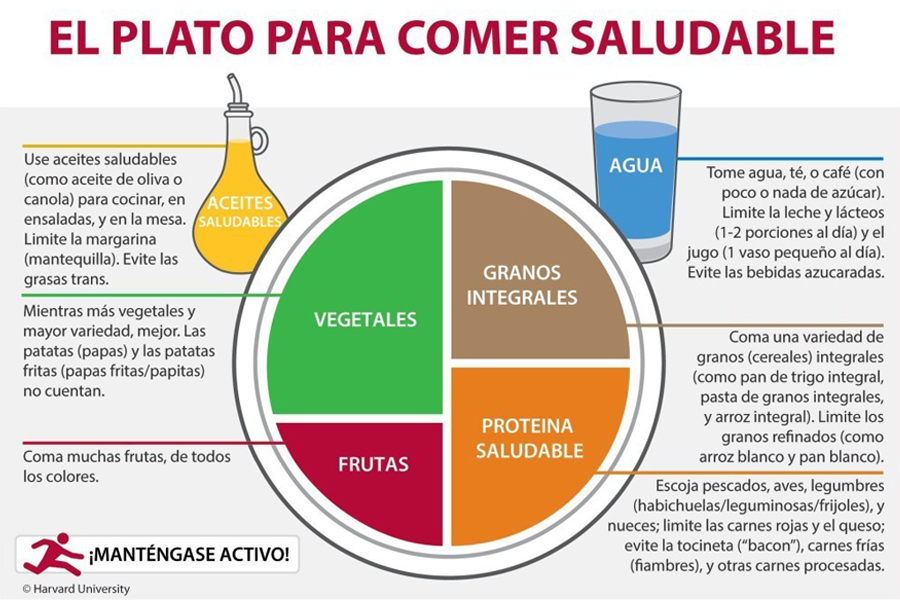 EL PLATO PARA COMER SALUDABLE
Use aceites saludables
(como aceite de oliva o
canola) para cocinar, en
ensaladas, y en la mesa.
Limite la margarina
(mantequilla). Evite las
grasas trans.
ACEITES
SALUDABLES
AGUA
Tome agua, té, o café (con
poco o nada de azúcar).
Limite la leche y lácteos
(1-2 porciones al día) y el
jugo (1 vaso pequeño al día).
Evite las bebidas azucaradas.
Mientras más vegetales y
mayor variedad, mejor. Las
patatas (papas) y las patatas
fritas (papas fritas/papitas)
no cuentan.
VEGETALES
GRANOS
INTEGRALES
Coma una variedad de
granos (cereales) integrales
(como pan de trigo integral,
pasta de granos integrales,
y arroz integral). Limite los
granos refinados (como
arroz blanco y pan blanco).
Coma muchas frutas, de todos
los colores.
FRUTAS
PROTEINA
SALUDABLE
Escoja pescados, aves, legumbres
(habichuelas/leguminosas/frijoles), y
nueces; limite las carnes rojas y el queso;
evite la tocineta (“bacon”), carnes frías
(fiambres), y otras carnes procesadas.
¡MANTÉNGASE ACTIVO!
© Harvard University